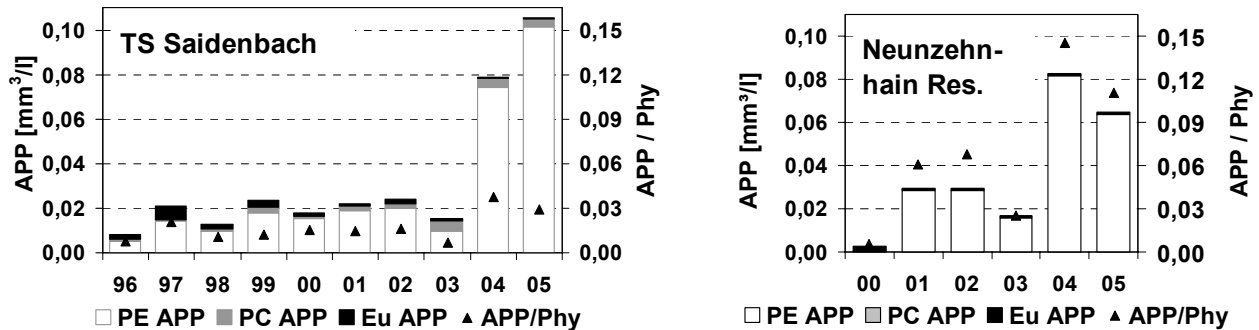 TS Saidenbach
APP [mm³/l]
0,10
0,08
0,06
0,04
0,02
0,00
0,15
0,12
0,09
0,06
0,03
0,00
APP / Phy
96 97 98 99 00 01 02 03 04 05
PE APP PC APP Eu APP APP/Phy
Neunzehn-
hain Res.
APP [mm³/l]
0,10
0,08
0,06
0,04
0,02
0,00
0,15
0,12
0,09
0,06
0,03
0,00
APP / Phy
00 01 02 03 04 05
PE APP PC APP Eu APP APP/Phy